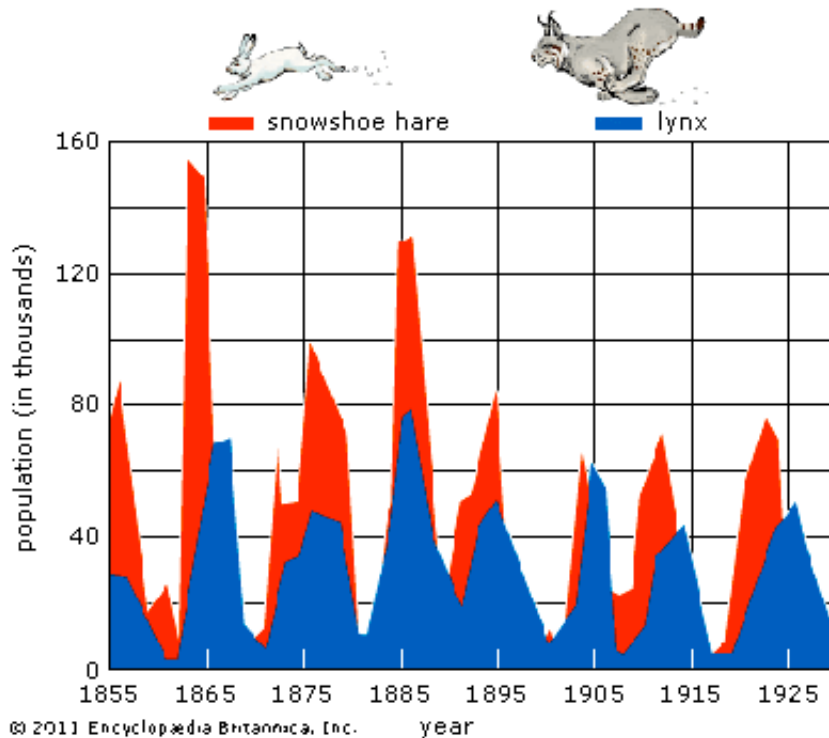 snowshoe hare
lynx
population (in thousands)
160
120
80
40
0
1855 1865 1875 1885 1895 1905 1915 1925
year
© 2011 Encyclopædia Britannica, Inc.